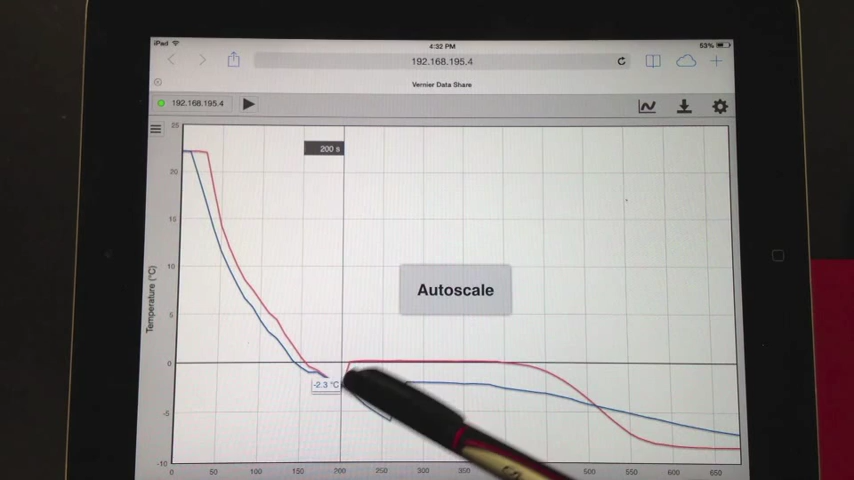 iPad
4:32 PM
53%
192.168.195.4
Vernier Data Share
192.168.195.4
25
200 s
20
15
10
Autoscale
Temperature (°C)
5
0
-2.3 °C
-5
-10
0 50 100 150 200 250 300 350 500 550 600 650